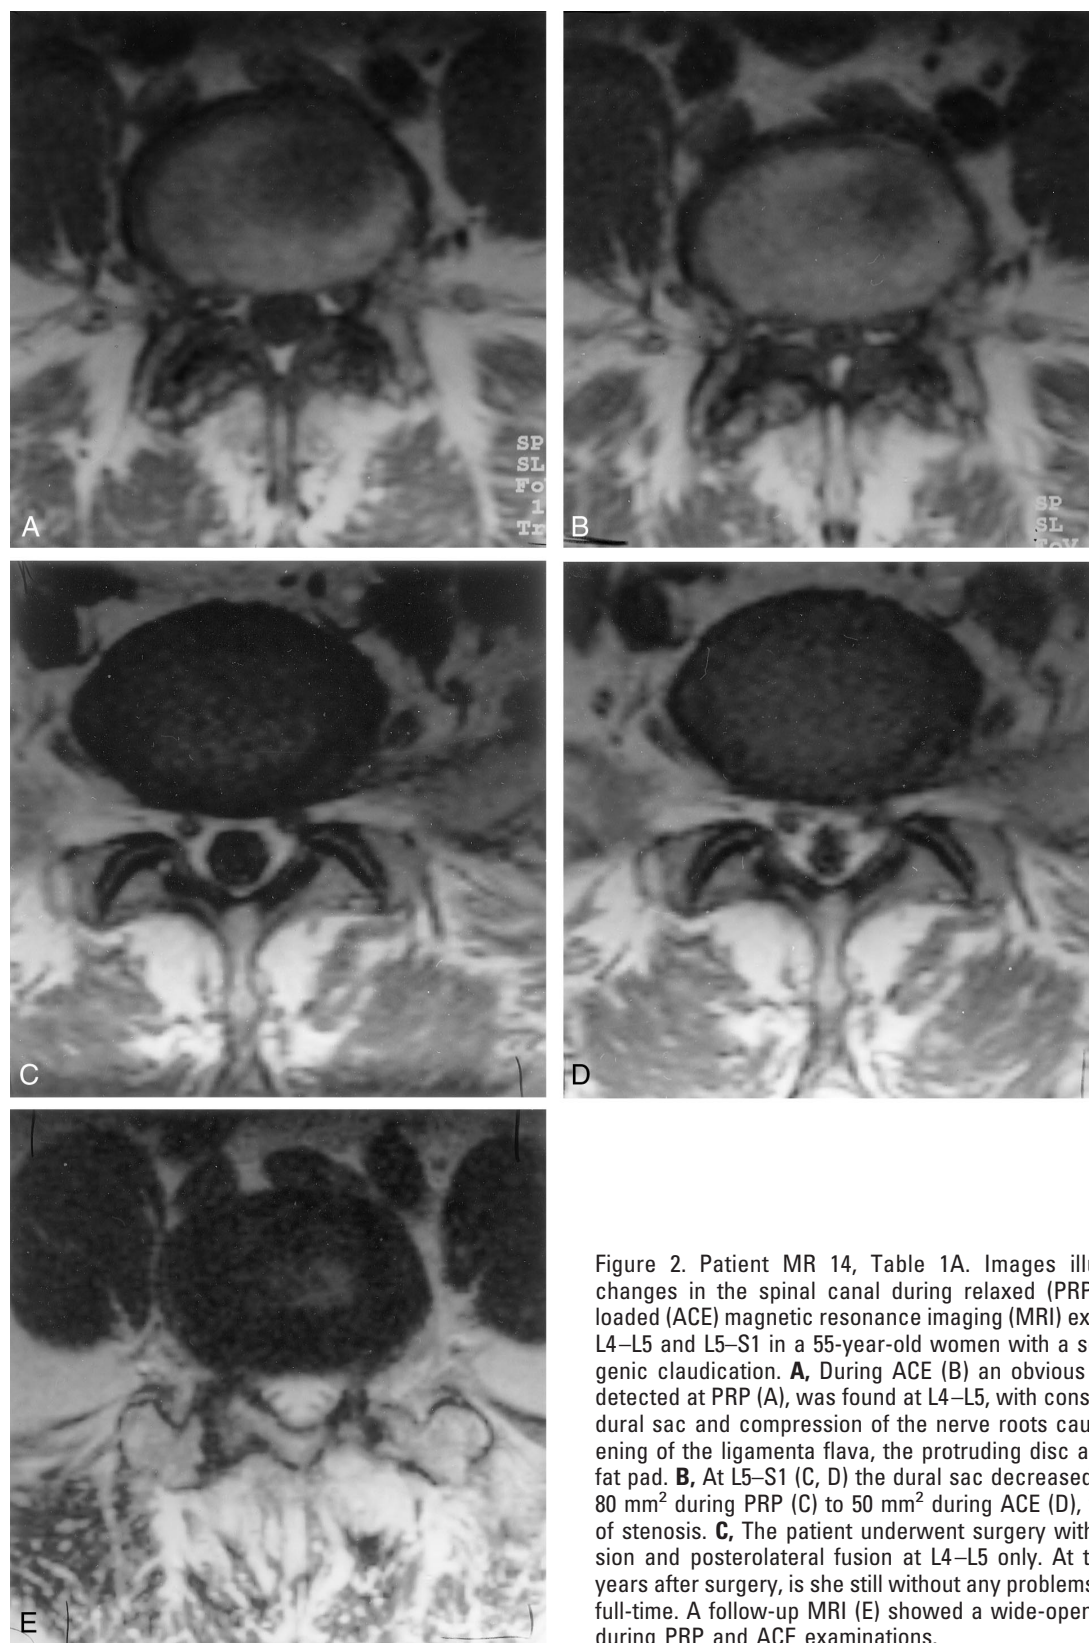 SP
SL
Fo
1
Tr
A
SP
SL
FoV
B
C
D
E
Figure 2. Patient MR 14, Table 1A. Images
changes in the spinal canal during relaxed (PRP
loaded (ACE) magnetic resonance imaging (MRI)
L4–L5 and L5–S1 in a 55-year-old women with a
genic claudication. A, During ACE (B) an obvious
detected at PRP (A), was found at L4–L5, with
dural sac and compression of the nerve roots
ening of the ligamenta flava, the protruding disc
fat pad. B, At L5–S1 (C, D) the dural sac decreased
80 mm² during PRP (C) to 50 mm² during ACE (D),
of stenosis. C, The patient underwent surgery with
sion and posterolateral fusion at L4–L5 only. At
years after surgery, is she still without any problems
full-time. A follow-up MRI (E) showed a wide-open
during PRP and ACE examinations.